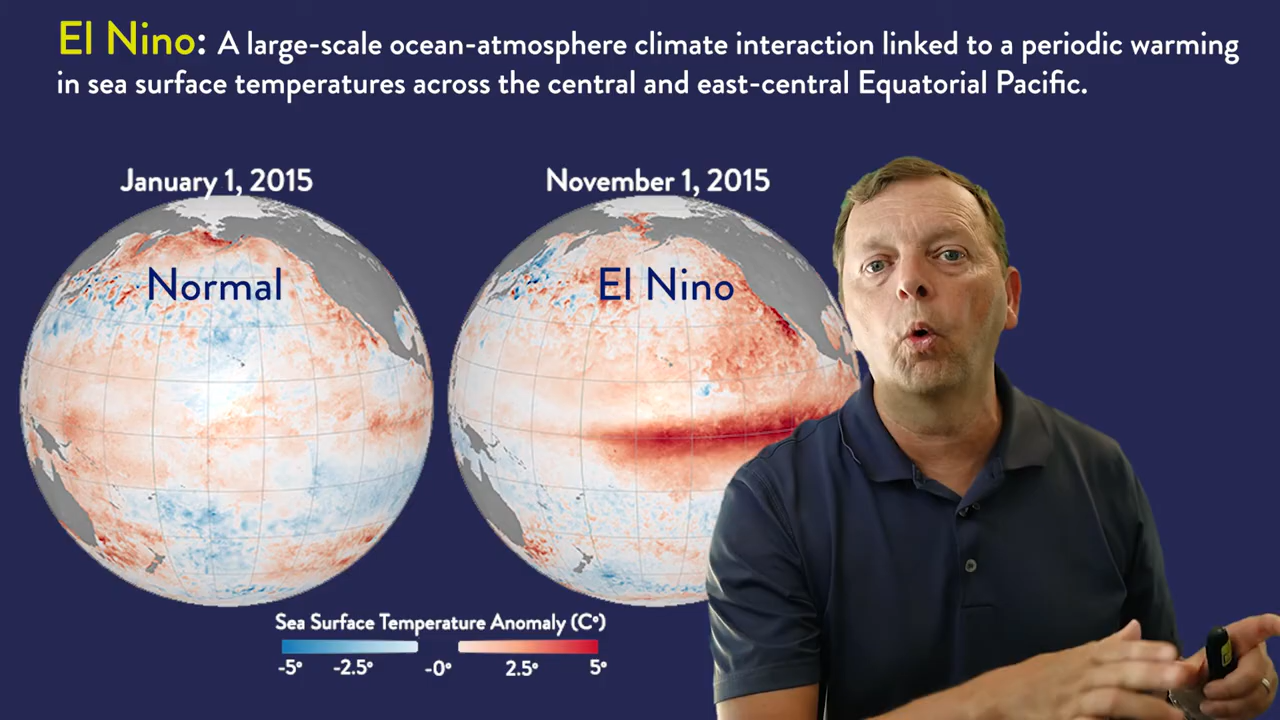 El Nino: A large-scale ocean-atmosphere climate interaction linked to a periodic warming
in sea surface temperatures across the central and east-central Equatorial Pacific.
January 1, 2015
November 1, 2015
Normal
El Nino
Sea Surface Temperature Anomaly (C°)
-5° -2.5° -0° 2.5° 5°